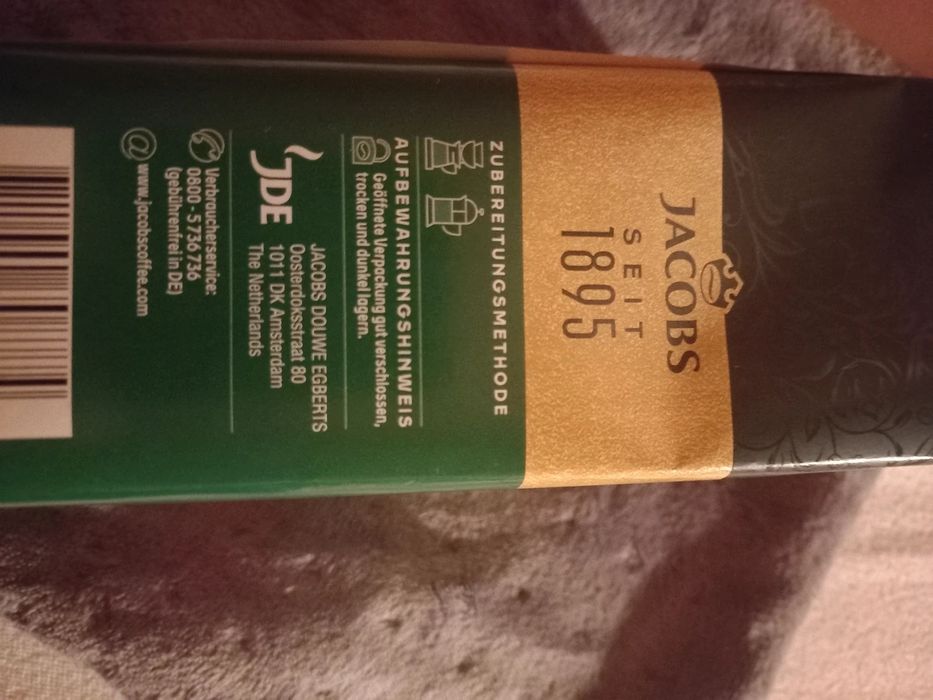 JACOBS
SEIT
1895
ZUBEREITUNGSMETHODE
AUFBEWAHRUNGSHINWEIS
Geöffnete Verpackung gut verschlossen,
trocken und dunkel lagern.
JDE
JACOBS DOUWE EGBERTS
Oosterdoksstraat 80
1011 DK Amsterdam
The Netherlands
Verbraucherservice:
0800 - 5736736
(gebührenfrei in DE)
@ www.jacobscoffee.com